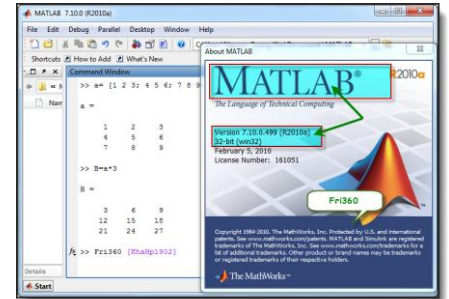 MATLAB 7.10.0 (R2010a)
File Edit Debug Parallel Desktop Window Help
Shortcuts How to Add What's New
Command Window
>> a= [1 2 3; 4 5 6; 7 8 9
a =
1 2 3
4 5 6
7 8 9
>> B=a*3
B =
3 6 9
12 15 18
21 24 27
fx >> Fri360 [KhaHp1902]
Details
Start
About MATLAB
MATLAB® R2010a
The Language of Technical Computing
Version 7.10.0.499 (R2010a)
32-bit (win32)
February 5, 2010
License Number: 161051
Fri360
Copyright 1984-2010, The MathWorks, Inc. Protected by U.S. and international
patents. See www.mathworks.com/patents. MATLAB and Simulink are registered
trademarks of The MathWorks, Inc. See www.mathworks.com/trademarks for a
list of additional trademarks. Other product or brand names may be trademarks
or registered trademarks of their respective holders.
The MathWorks™